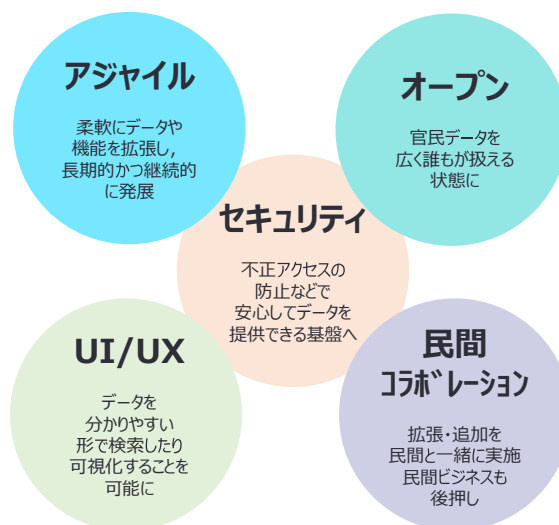 アジャイル
柔軟にデータや
機能を拡張し，
長期的かつ継続的
に発展
オープン
官民データを
広く誰もが扱える
状態に
セキュリティ
不正アクセスの
防止などで
安心してデータを
提供できる基盤へ
UI/UX
データを
分かりやすい
形で検索したり
可視化することを
可能に
民間
ｺﾗﾎﾞﾚｰｼｮﾝ
拡張・追加を
民間と一緒に実施
民間ビジネスも
後押し